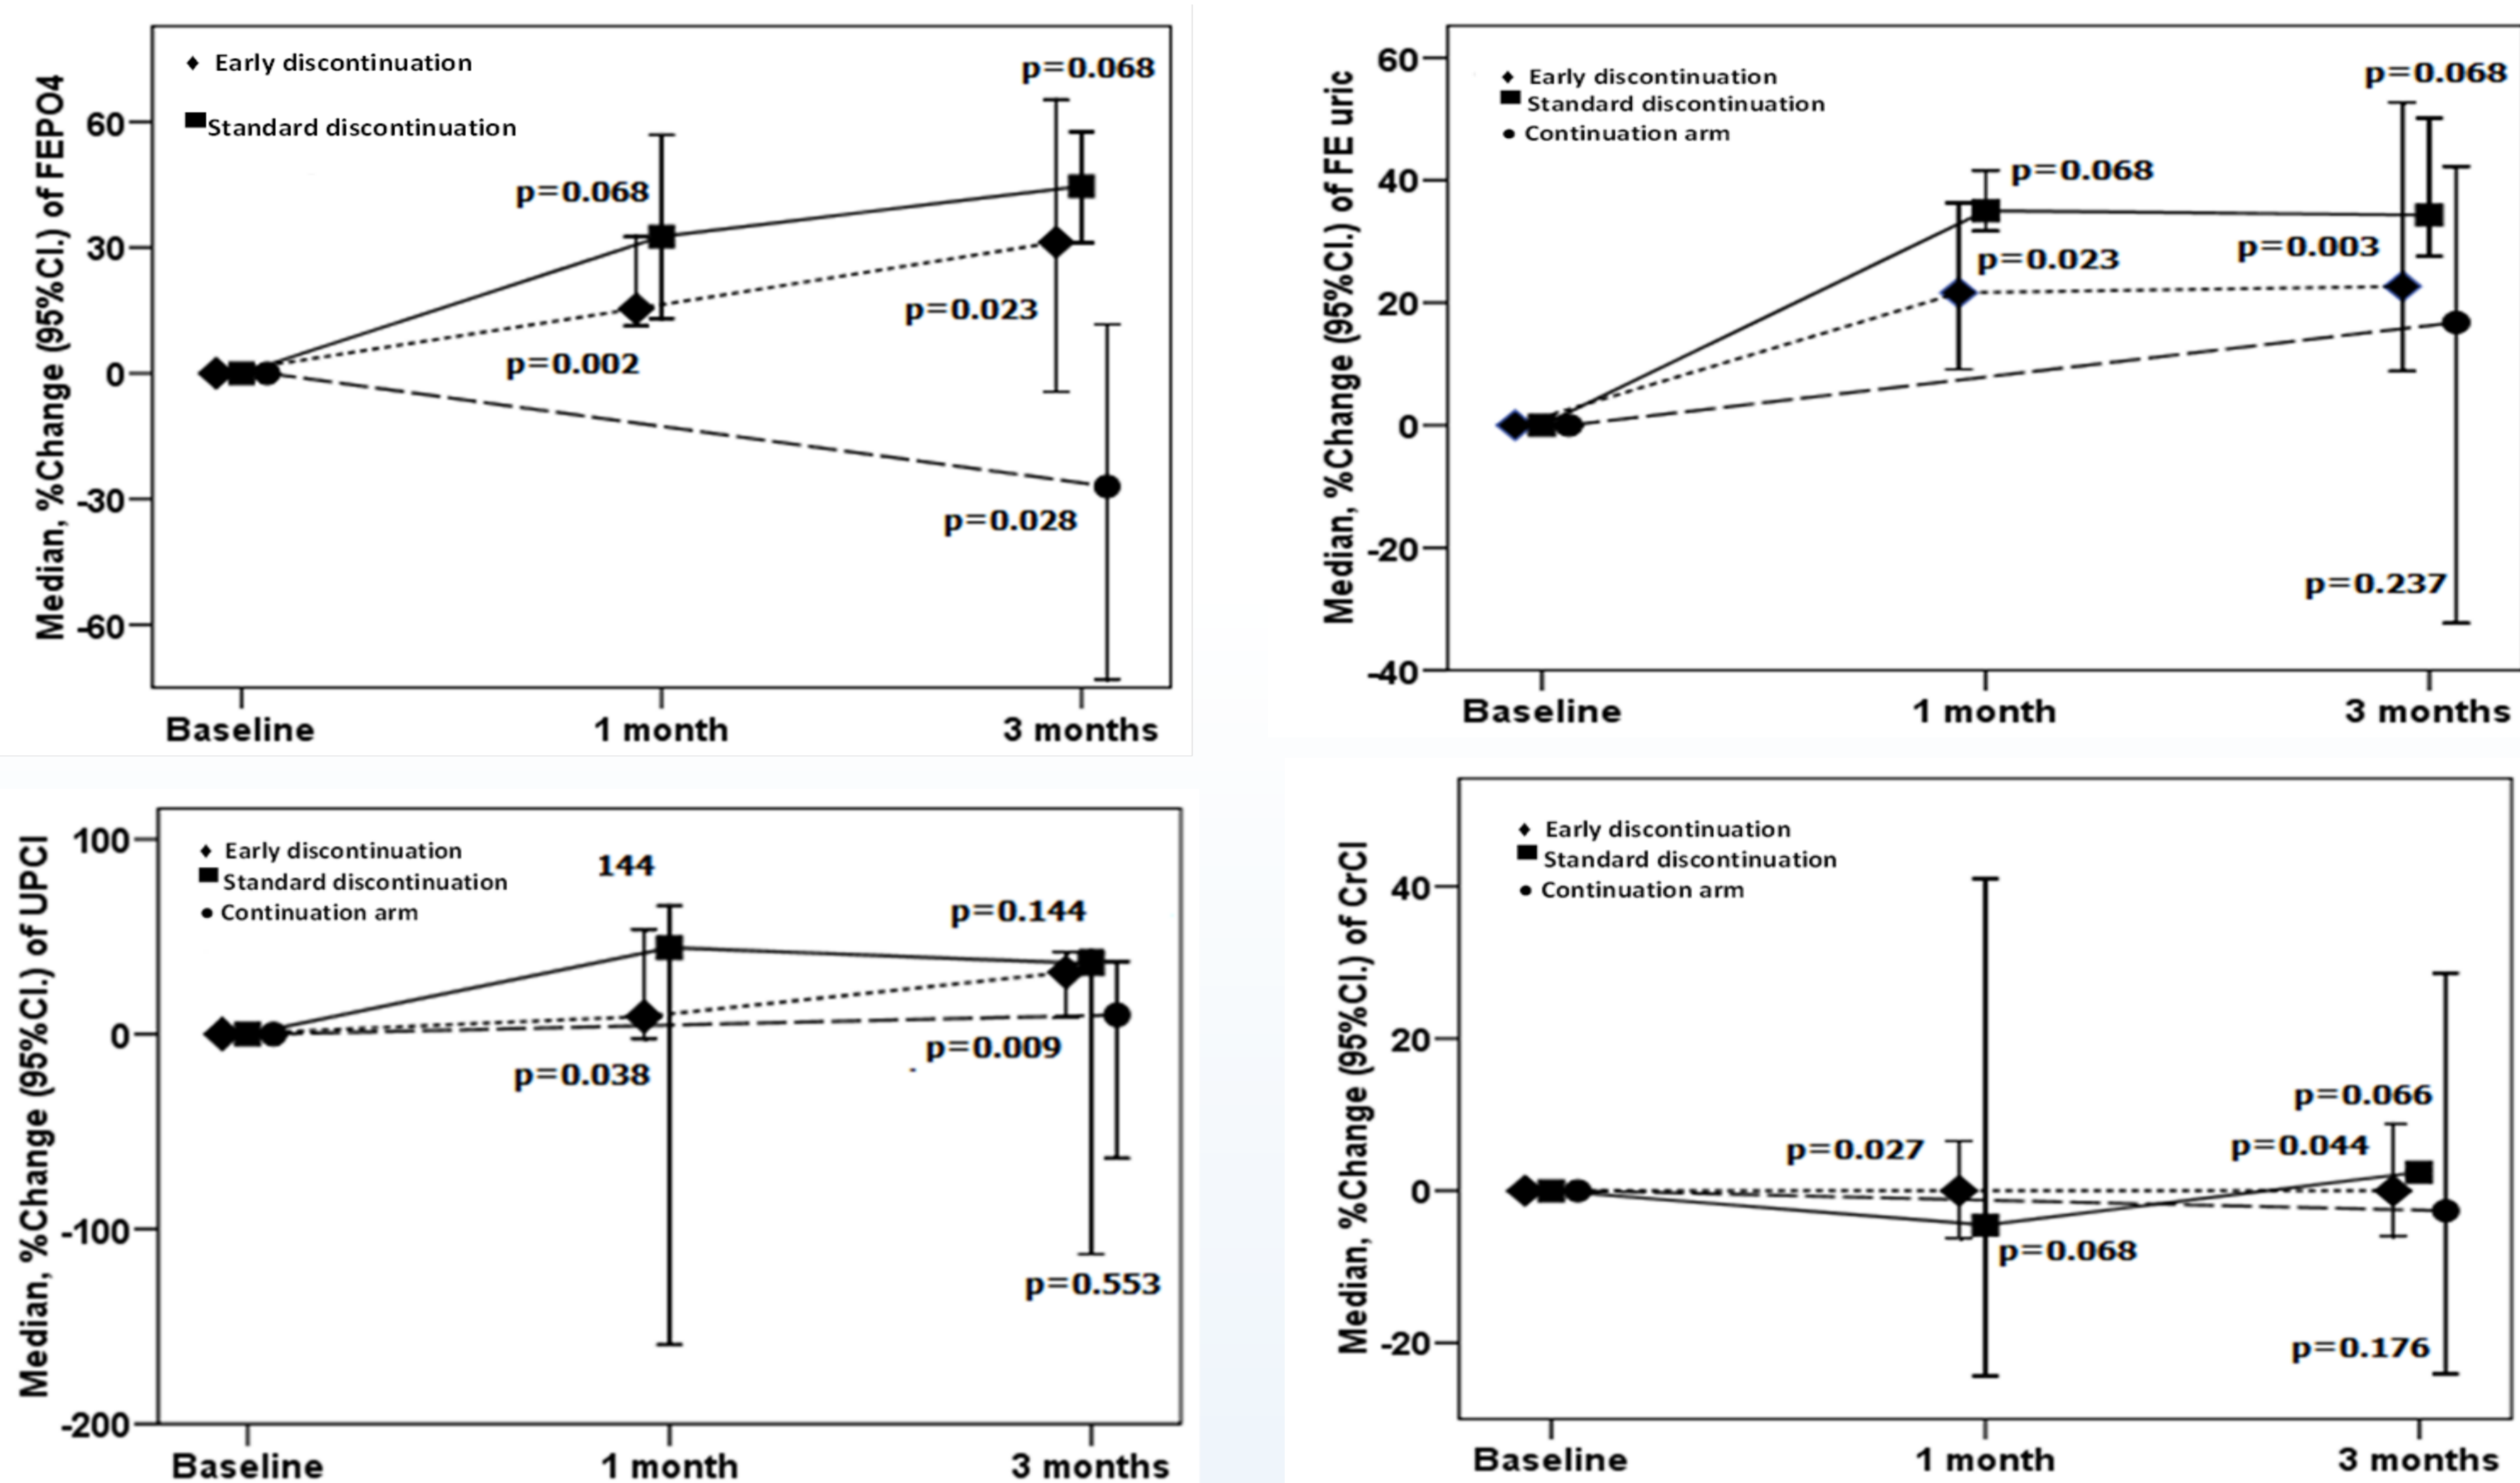 Median, %Change (95%CI.) of FEPO4
◆ Early discontinuation
■ Standard discontinuation
60
30
0
-30
-60
p=0.068
p=0.068
p=0.002
p=0.023
p=0.028
Baseline 1 month 3 months
Median, %Change (95%CI.) of FE uric
◆ Early discontinuation
■ Standard discontinuation
● Continuation arm
60
40
20
0
-20
-40
p=0.068
p=0.068
p=0.023
p=0.003
p=0.237
Baseline 1 month 3 months
Median, %Change (95%CI.) of UPCI
◆ Early discontinuation
■ Standard discontinuation
● Continuation arm
100
0
-100
-200
144
p=0.144
p=0.038
p=0.009
p=0.553
Baseline 1 month 3 months
Median, %Change (95%CI.) of CrCI
◆ Early discontinuation
■ Standard discontinuation
● Continuation arm
40
20
0
-20
p=0.066
p=0.027
p=0.044
p=0.068
p=0.176
Baseline 1 month 3 months